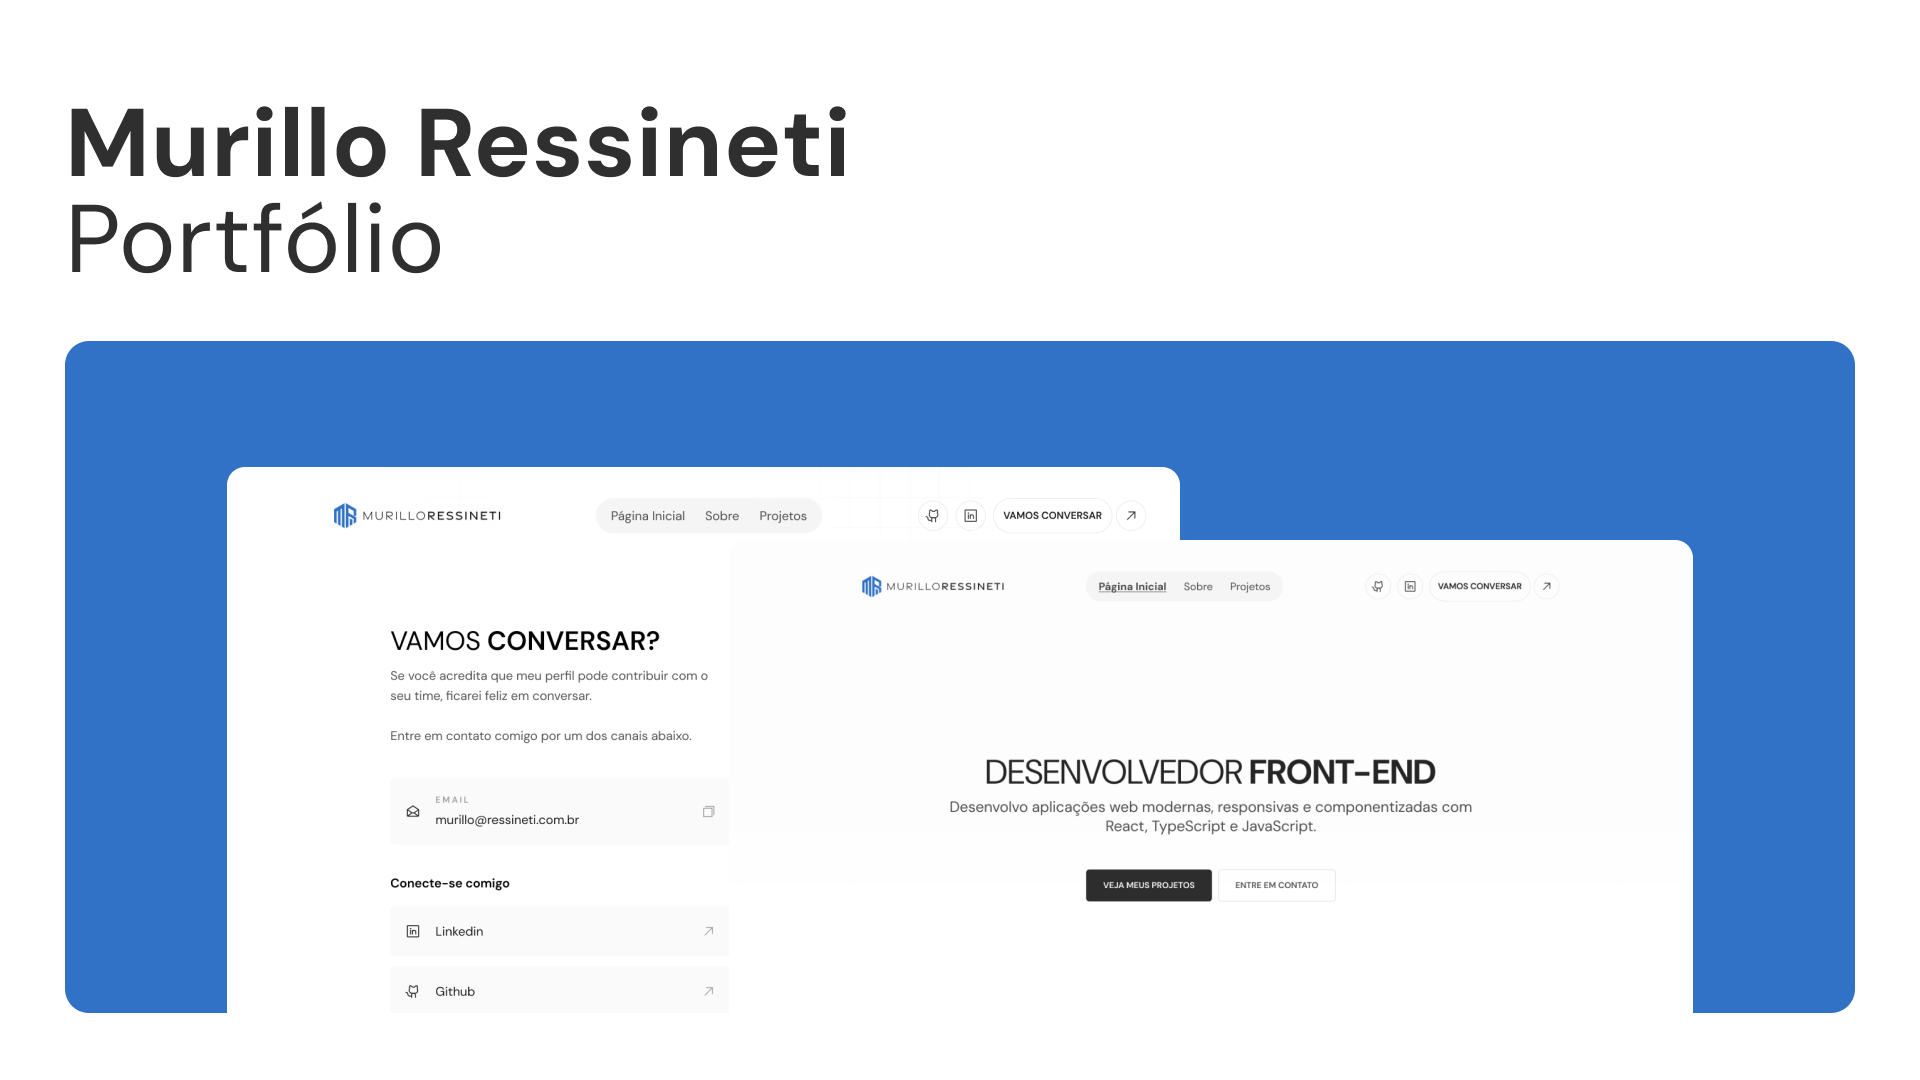 Murillo Ressineti
Portfólio
MURILLORESSINETI
Página Inicial Sobre Projetos
VAMOS CONVERSAR
VAMOS CONVERSAR?
Se você acredita que meu perfil pode contribuir com o
seu time, ficarei feliz em conversar.
Entre em contato comigo por um dos canais abaixo.
EMAIL
murillo@ressineti.com.br
Conecte-se comigo
Linkedin
Github
MURILLORESSINETI
Página Inicial Sobre Projetos
VAMOS CONVERSAR
DESENVOLVEDOR FRONT-END
Desenvolvo aplicações web modernas, responsivas e componentizadas com
React, TypeScript e JavaScript.
VEJA MEUS PROJETOS
ENTRE EM CONTATO